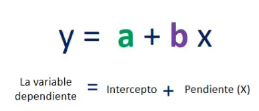 y = a + b x
La variable
dependiente = Intercepto + Pendiente (X)